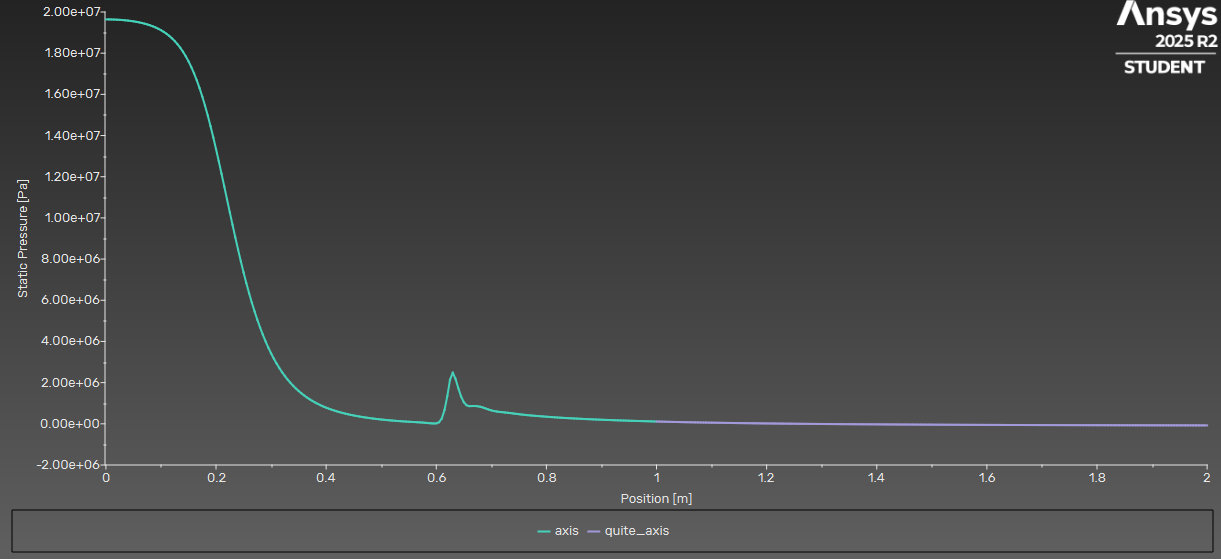 Ansys
2025 R2
STUDENT
2.00e+07
1.80e+07
1.60e+07
1.40e+07
1.20e+07
1.00e+07
8.00e+06
6.00e+06
4.00e+06
2.00e+06
0.00e+00
-2.00e+06
Static Pressure [Pa]
0 0.2 0.4 0.6 0.8 1 1.2 1.4 1.6 1.8 2
Position [m]
axis quite_axis